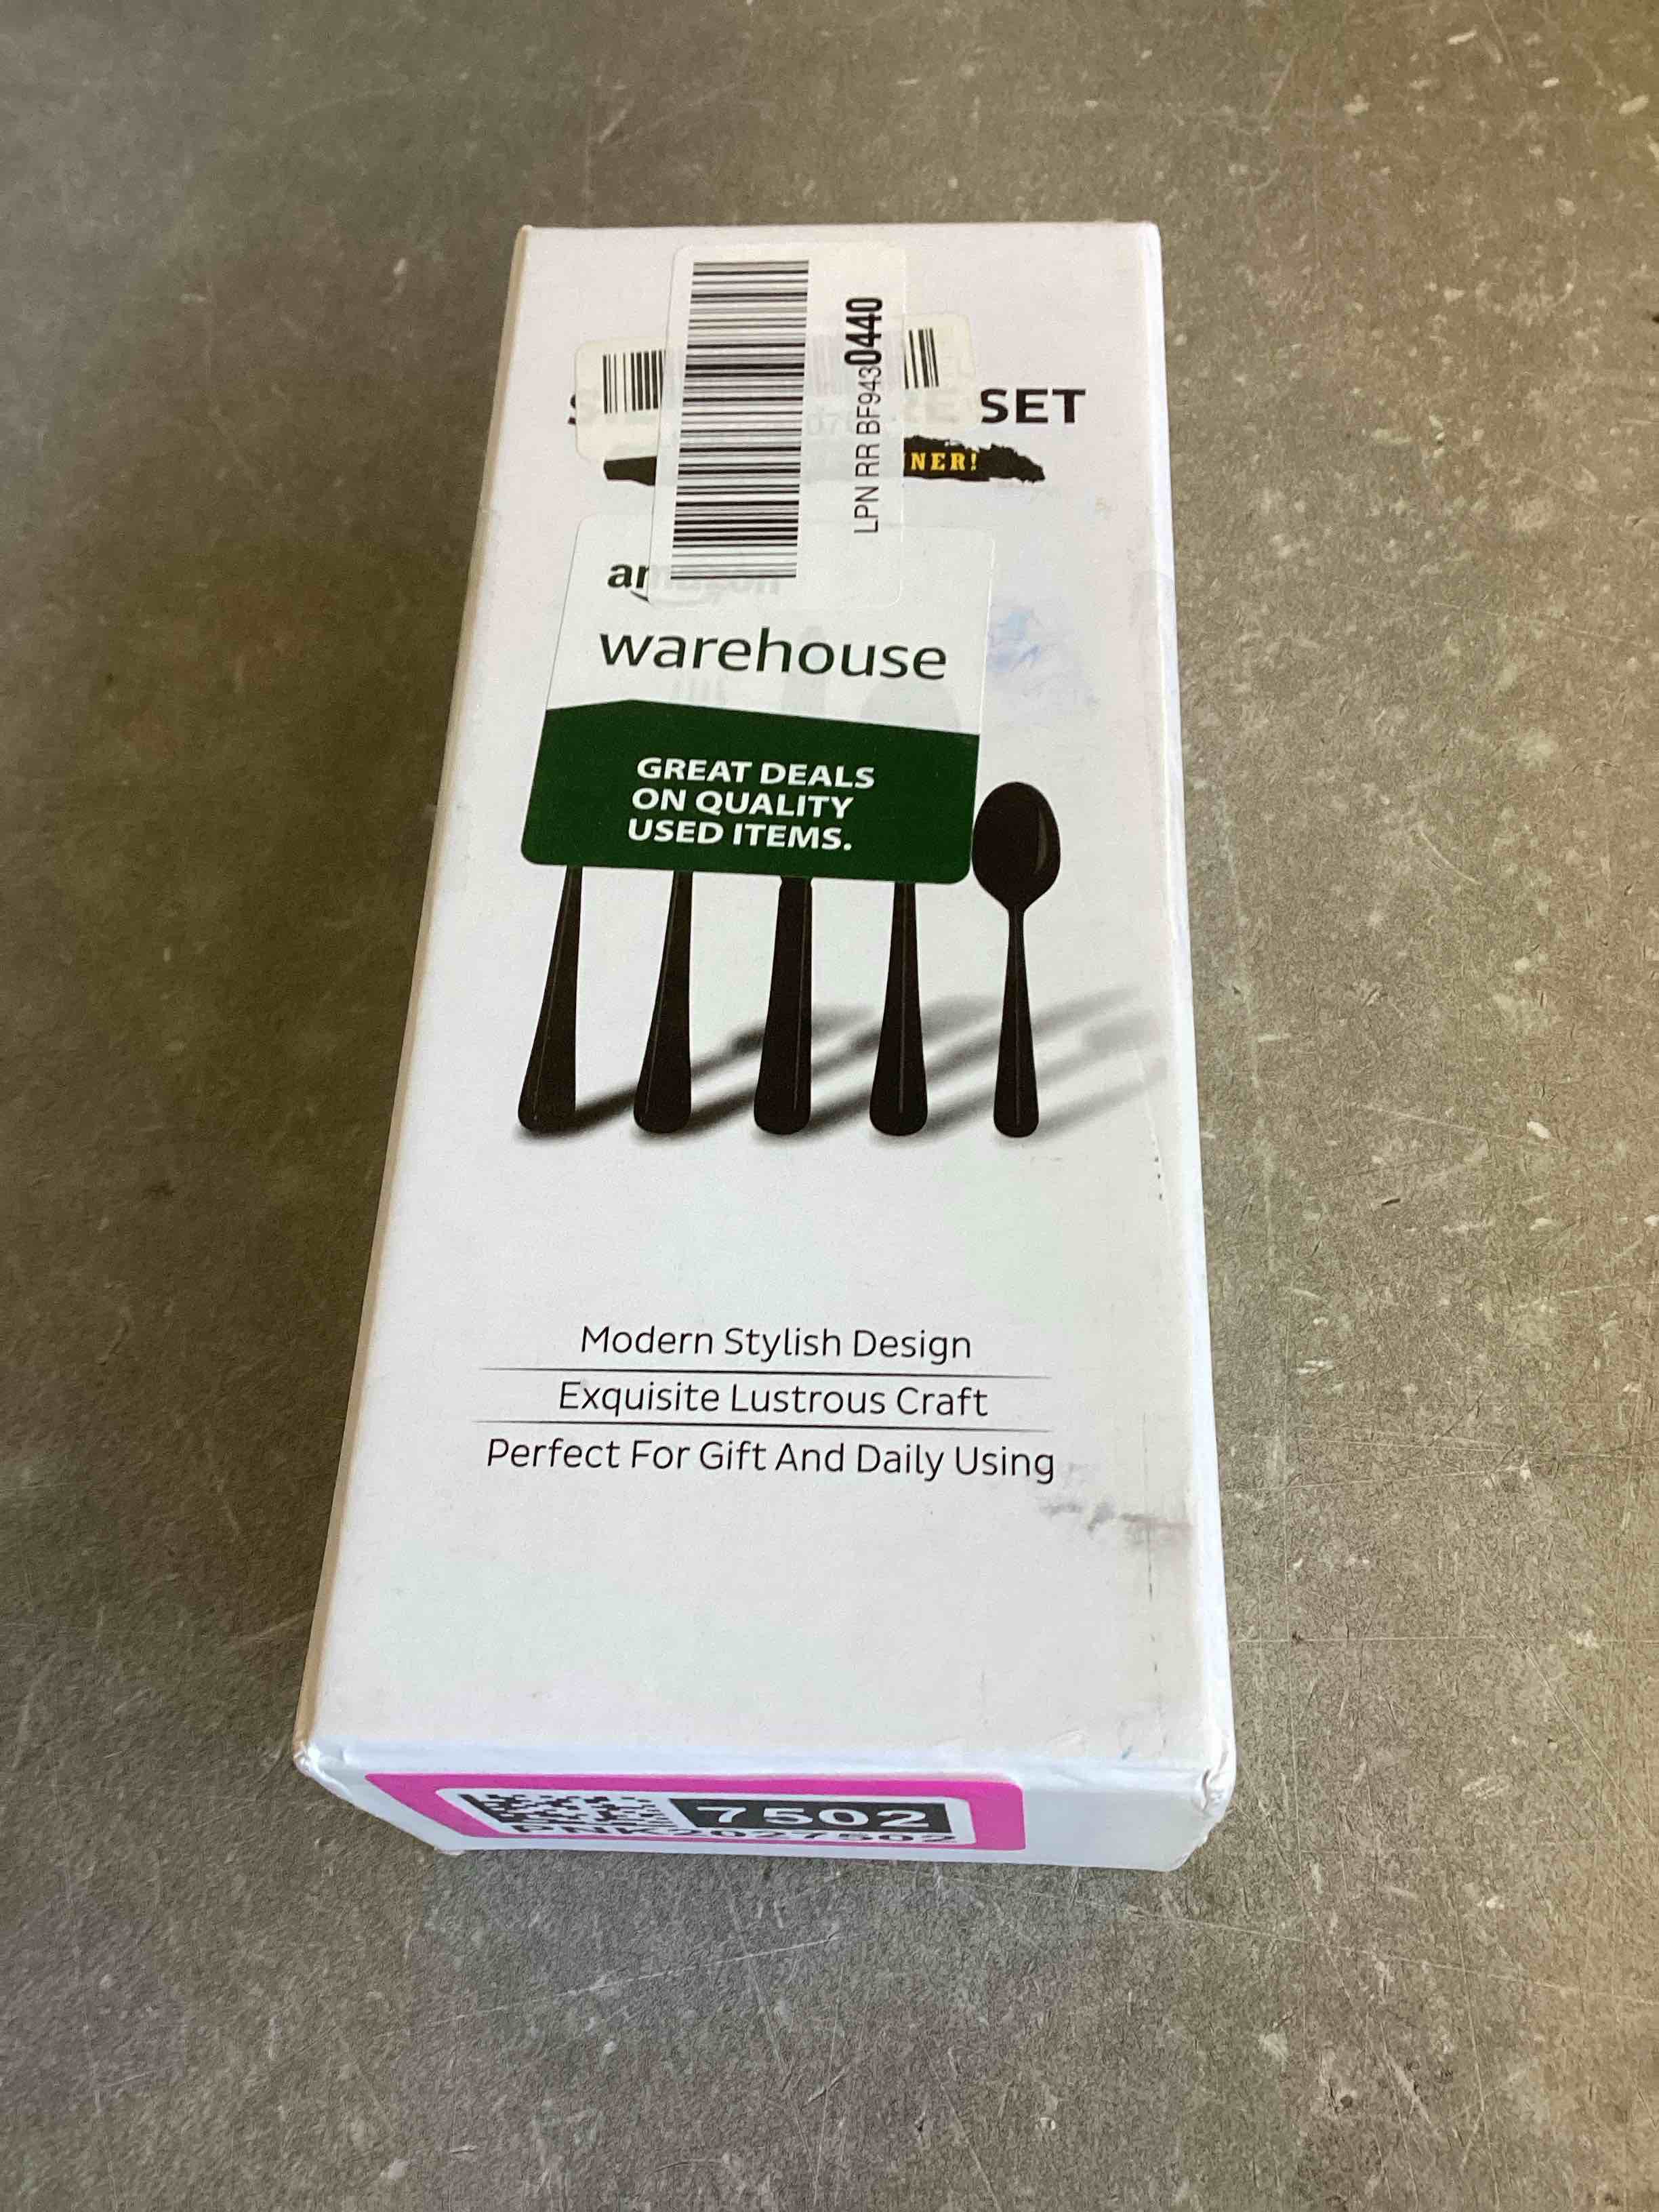 LPN RR BF9430440
SET
NER!
amazon
warehouse
GREAT DEALS
ON QUALITY
USED ITEMS.
Modern Stylish Design
Exquisite Lustrous Craft
Perfect For Gift And Daily Using
7502